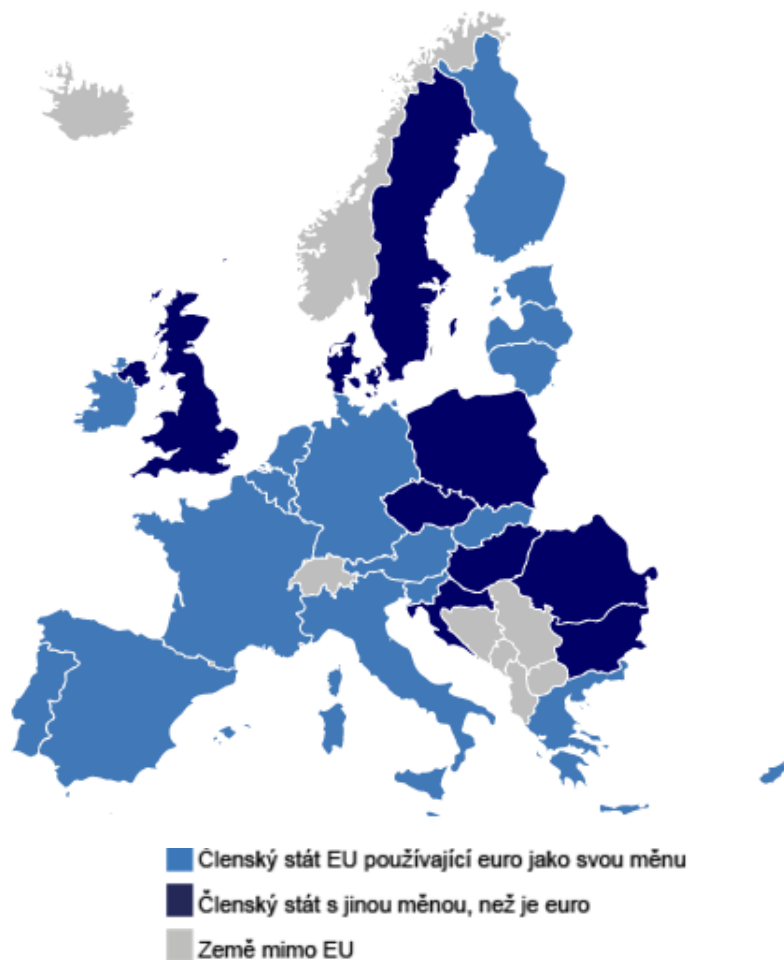 Členský stát EU používající euro jako svou měnu
Členský stát s jinou měnou, než je euro
Země mimo EU